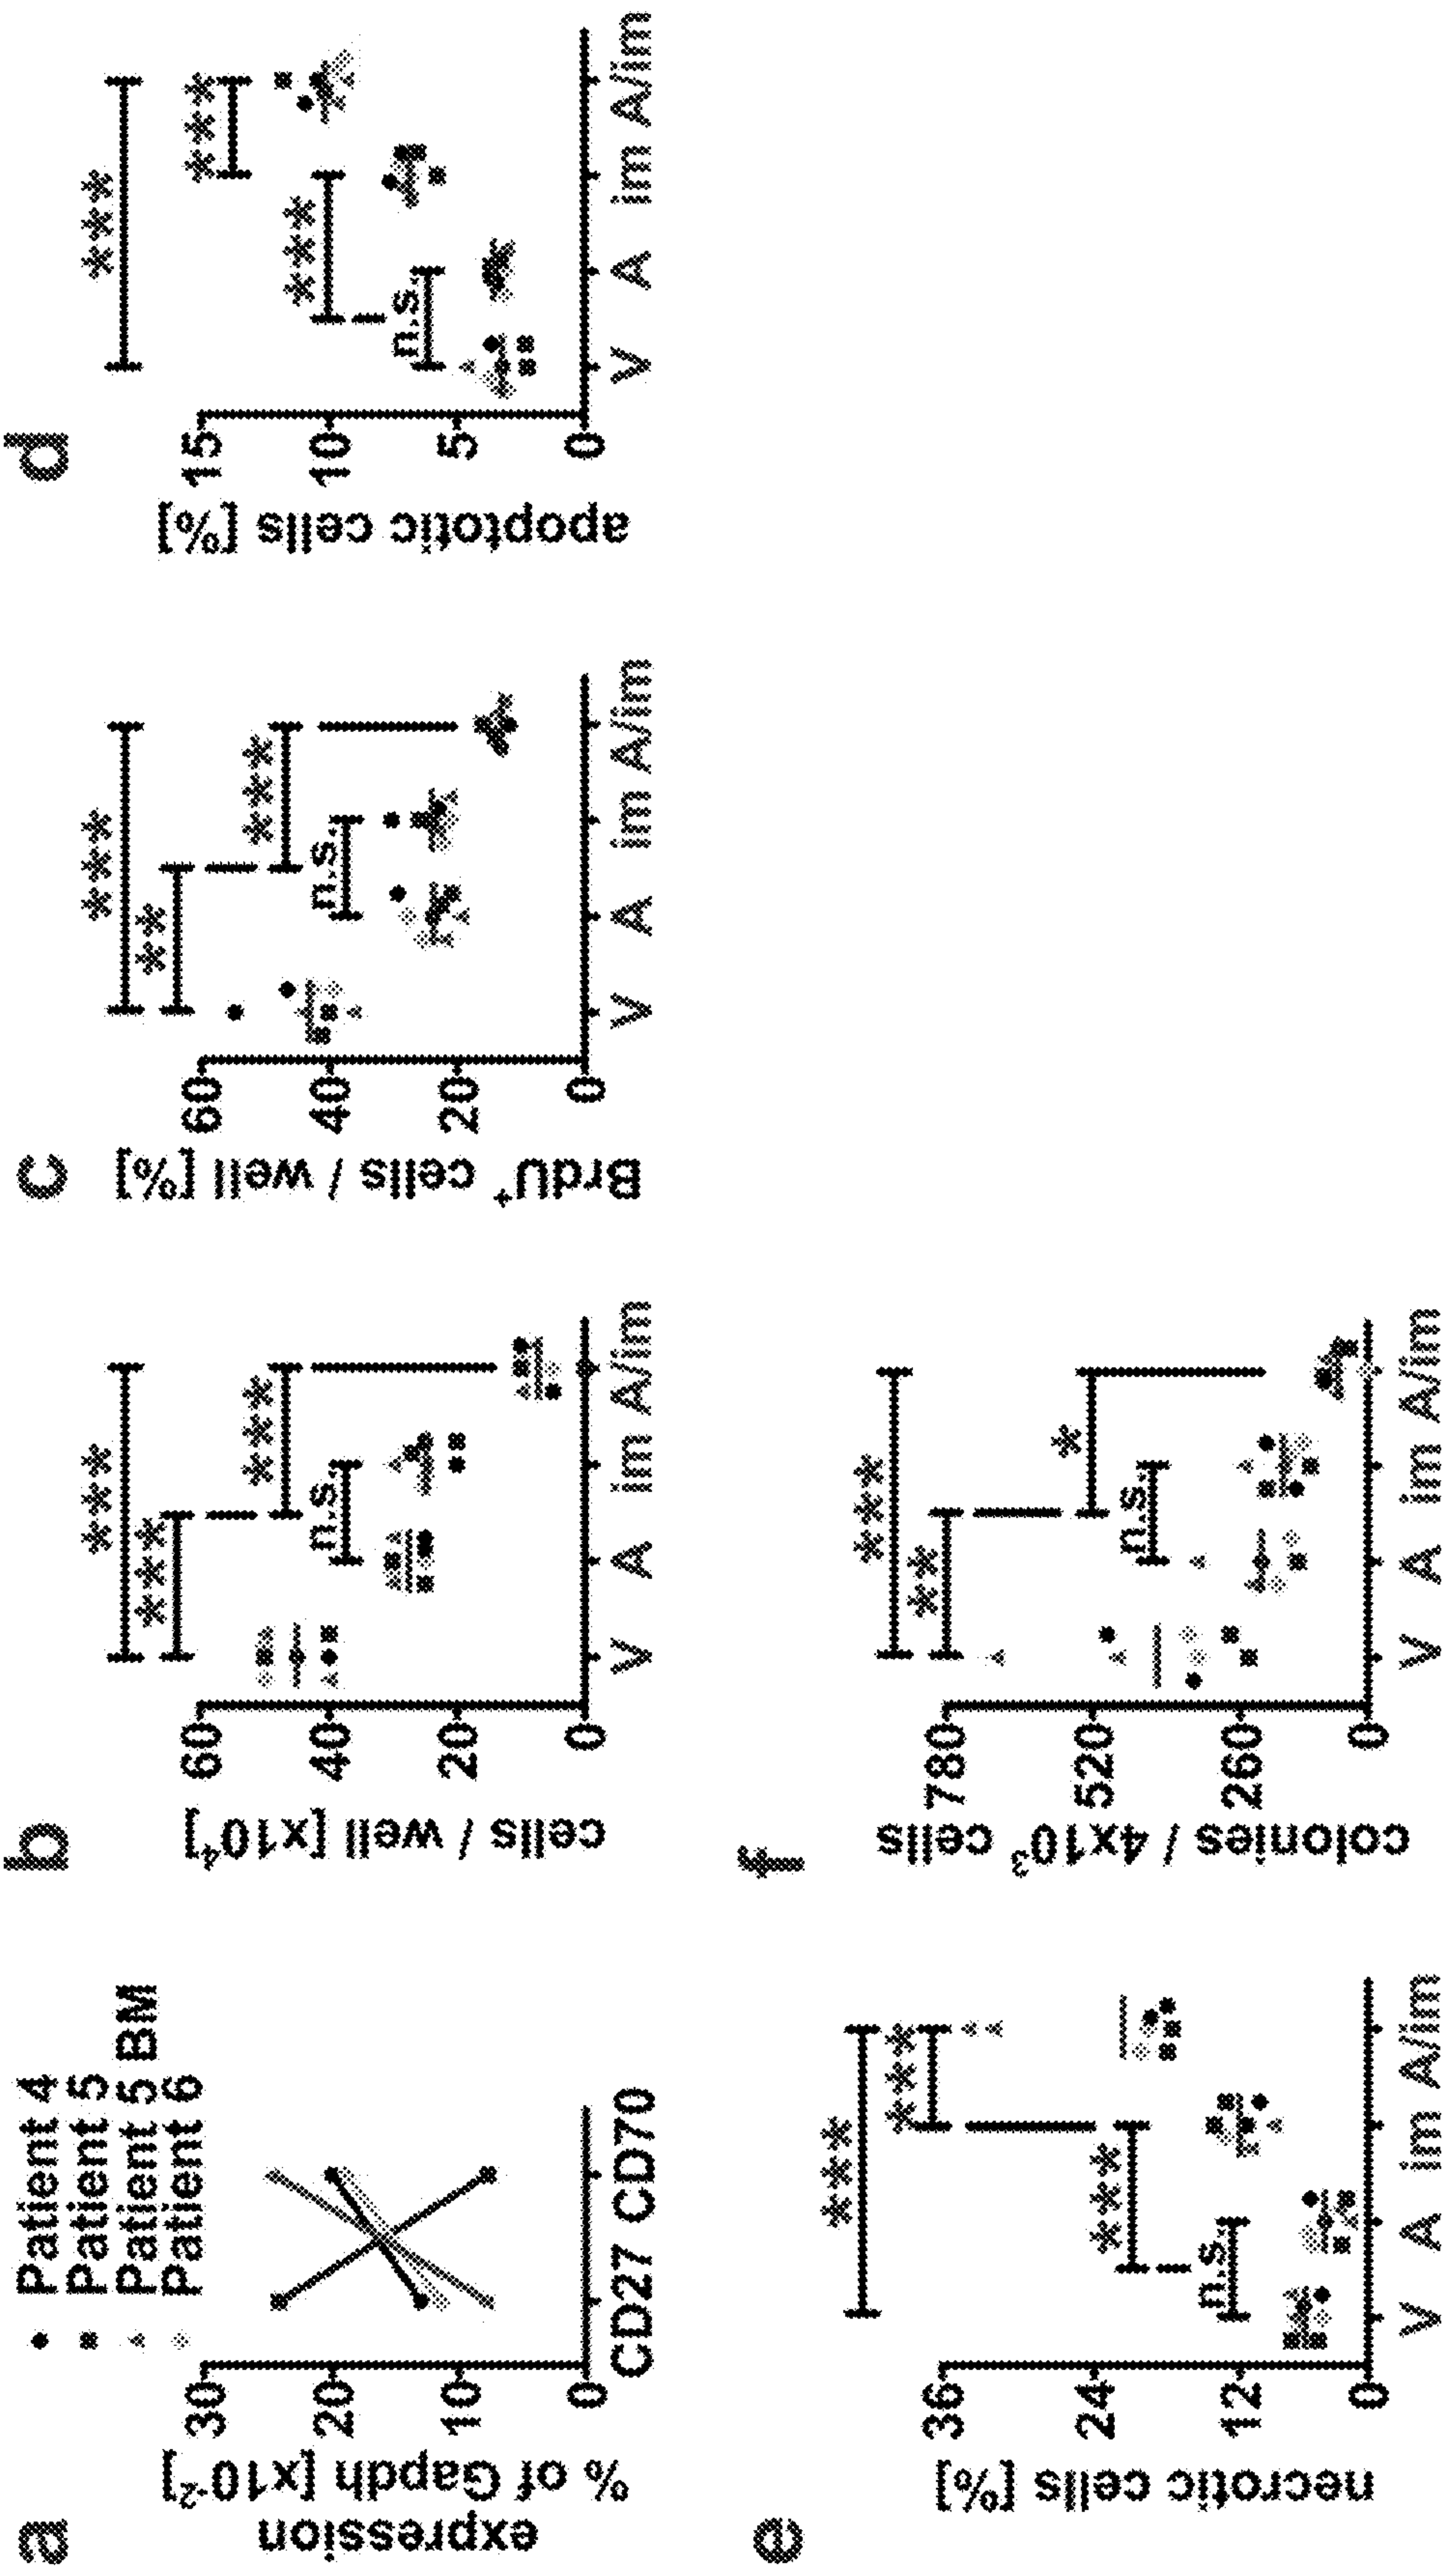 a
Patient 4
Patient 5
Patient 5 BM
Patient 6
expression
% of Gapdh [x10⁻²]
30
20
10
0
CD27 CD70
b
cells / well [x10⁴]
60
40
20
0
***
***
***
n.s.
V A im A/im
c
BrdU⁺ cells / well [%]
60
40
20
0
***
**
***
n.s.
V A im A/im
d
apoptotic cells [%]
15
10
5
0
***
***
***
n.s.
V A im A/im
e
necrotic cells [%]
36
24
12
0
***
***
***
n.s.
V A im A/im
f
colonies / 4x10³ cells
780
520
260
0
***
**
*
n.s.
V A im A/im